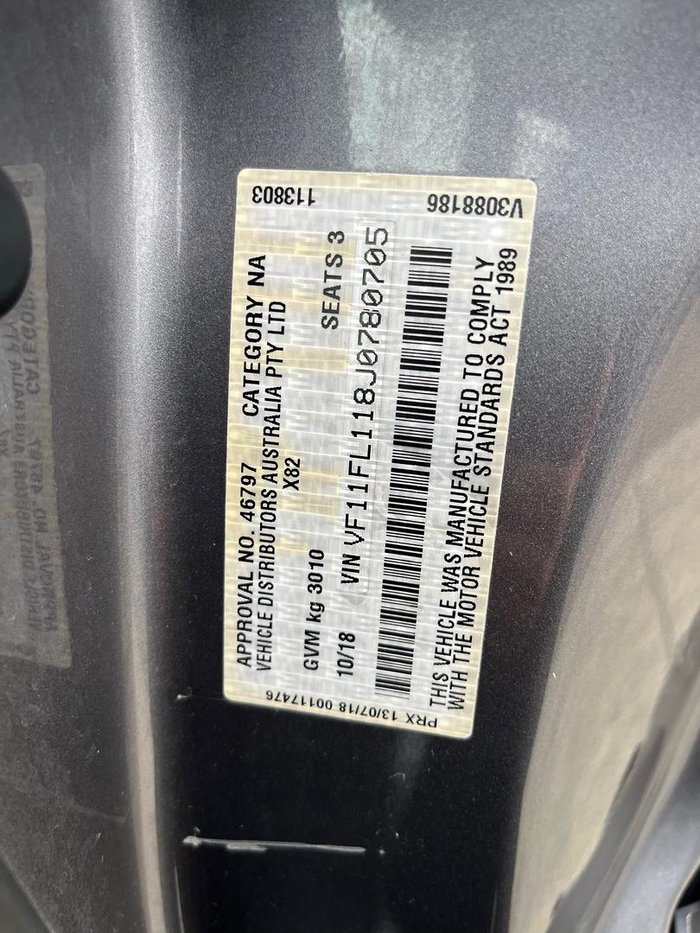 APPROVAL NO. 46797 CATEGORY NA
VEHICLE DISTRIBUTORS AUSTRALIA PTY LTD
X82
GVM kg 3010 SEATS 3
10/18 VIN VF11FL118J0780705
THIS VEHICLE WAS MANUFACTURED TO COMPLY
WITH THE MOTOR VEHICLE STANDARDS ACT 1989
113803
V3088186
PRX 13/07/18 00117476